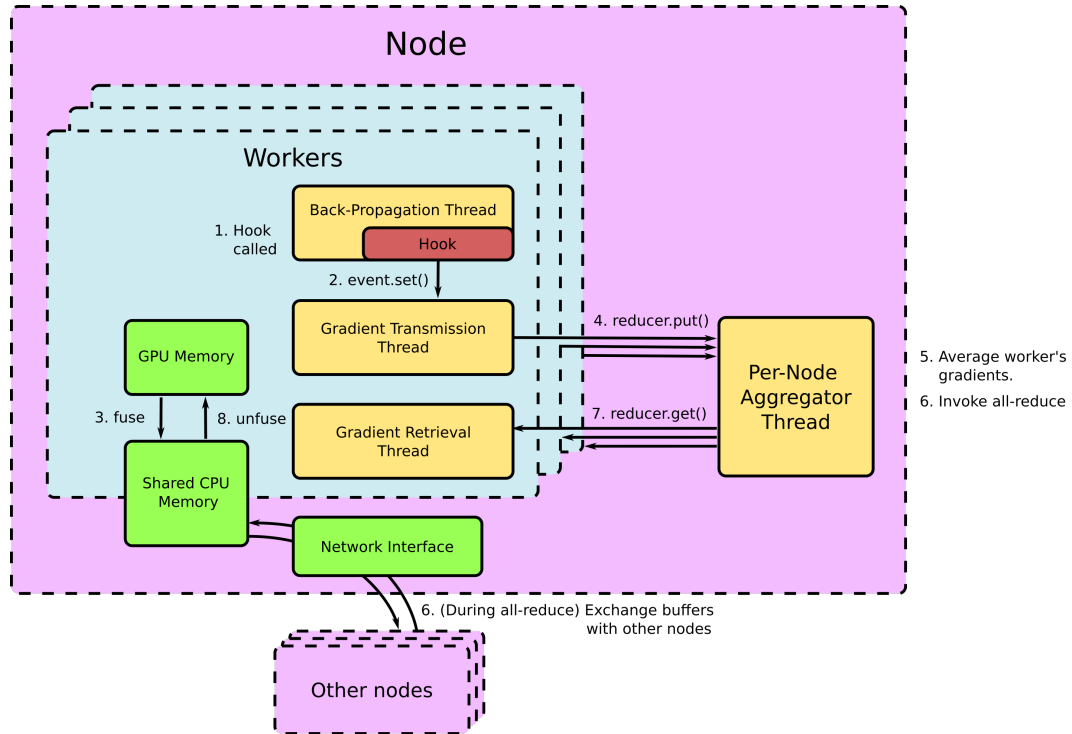 Node
Workers
Back-Propagation Thread
1. Hook
called
Hook
2. event.set()
Gradient Transmission
Thread
4. reducer.put()
GPU Memory
Per-Node
Aggregator
Thread
5. Average worker's
gradients.
6. Invoke all-reduce
3. fuse
8. unfuse
7. reducer.get()
Gradient Retrieval
Thread
Shared CPU
Memory
Network Interface
6. (During all-reduce) Exchange buffers
with other nodes
Other nodes